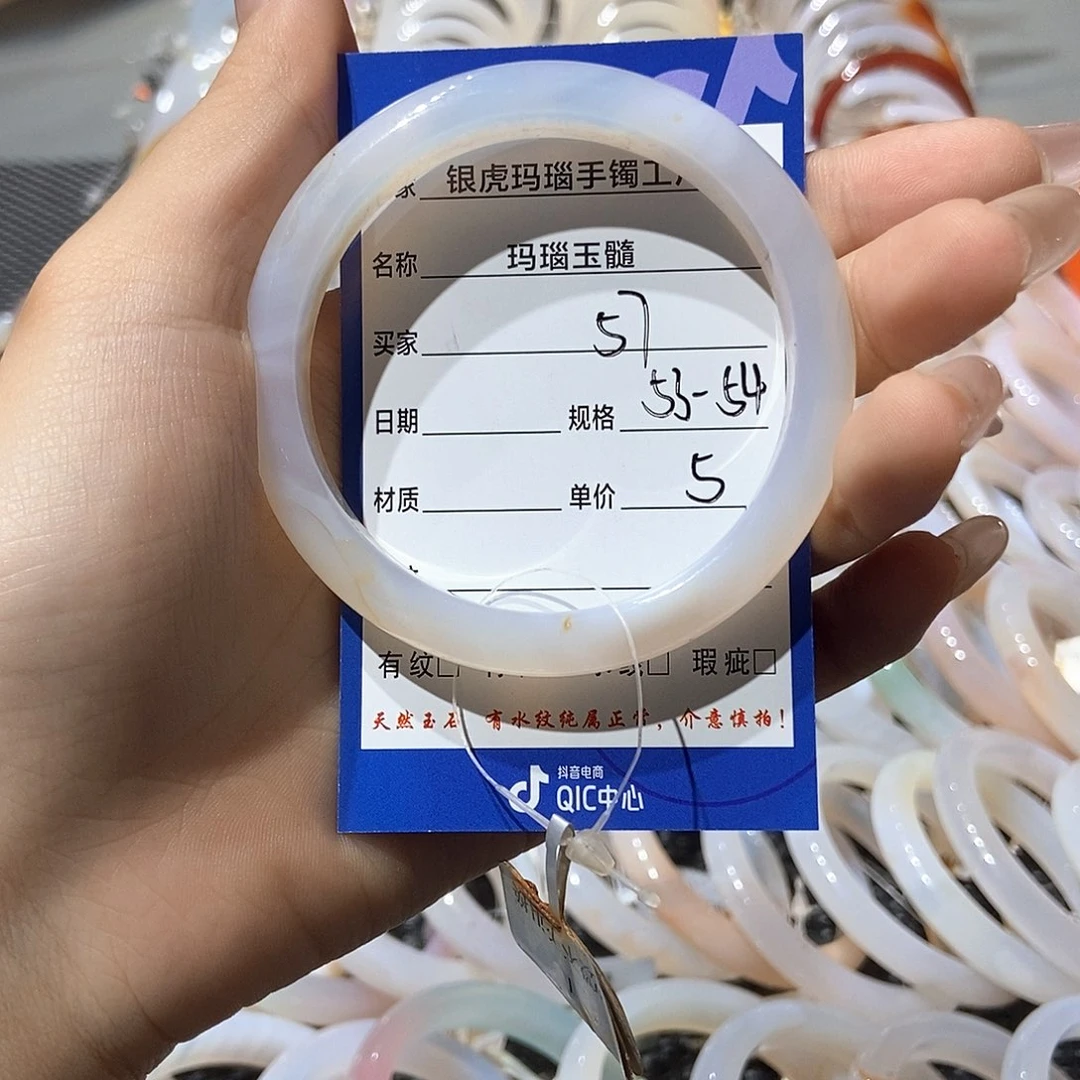 家 银虎玛瑙手镯工
名称 玛瑙玉髓
买家 57
53-54
日期 规格
材质 单价 5
有纹□ 瑕疵□
天然玉石 有水纹纯属正常，介意慎拍！
抖音电商
QIC中心